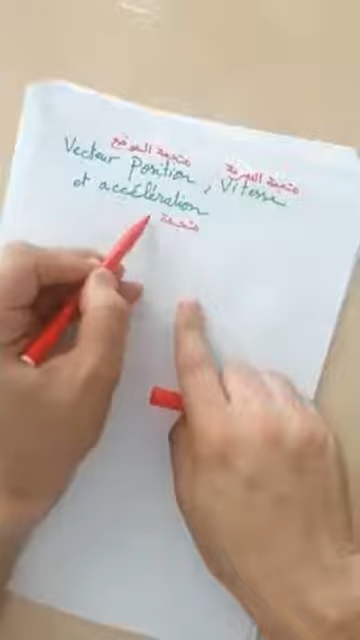 متجهة الموضع
Vecteur Position , Vitesse
متجهة السرعة
et accélération
متجهة